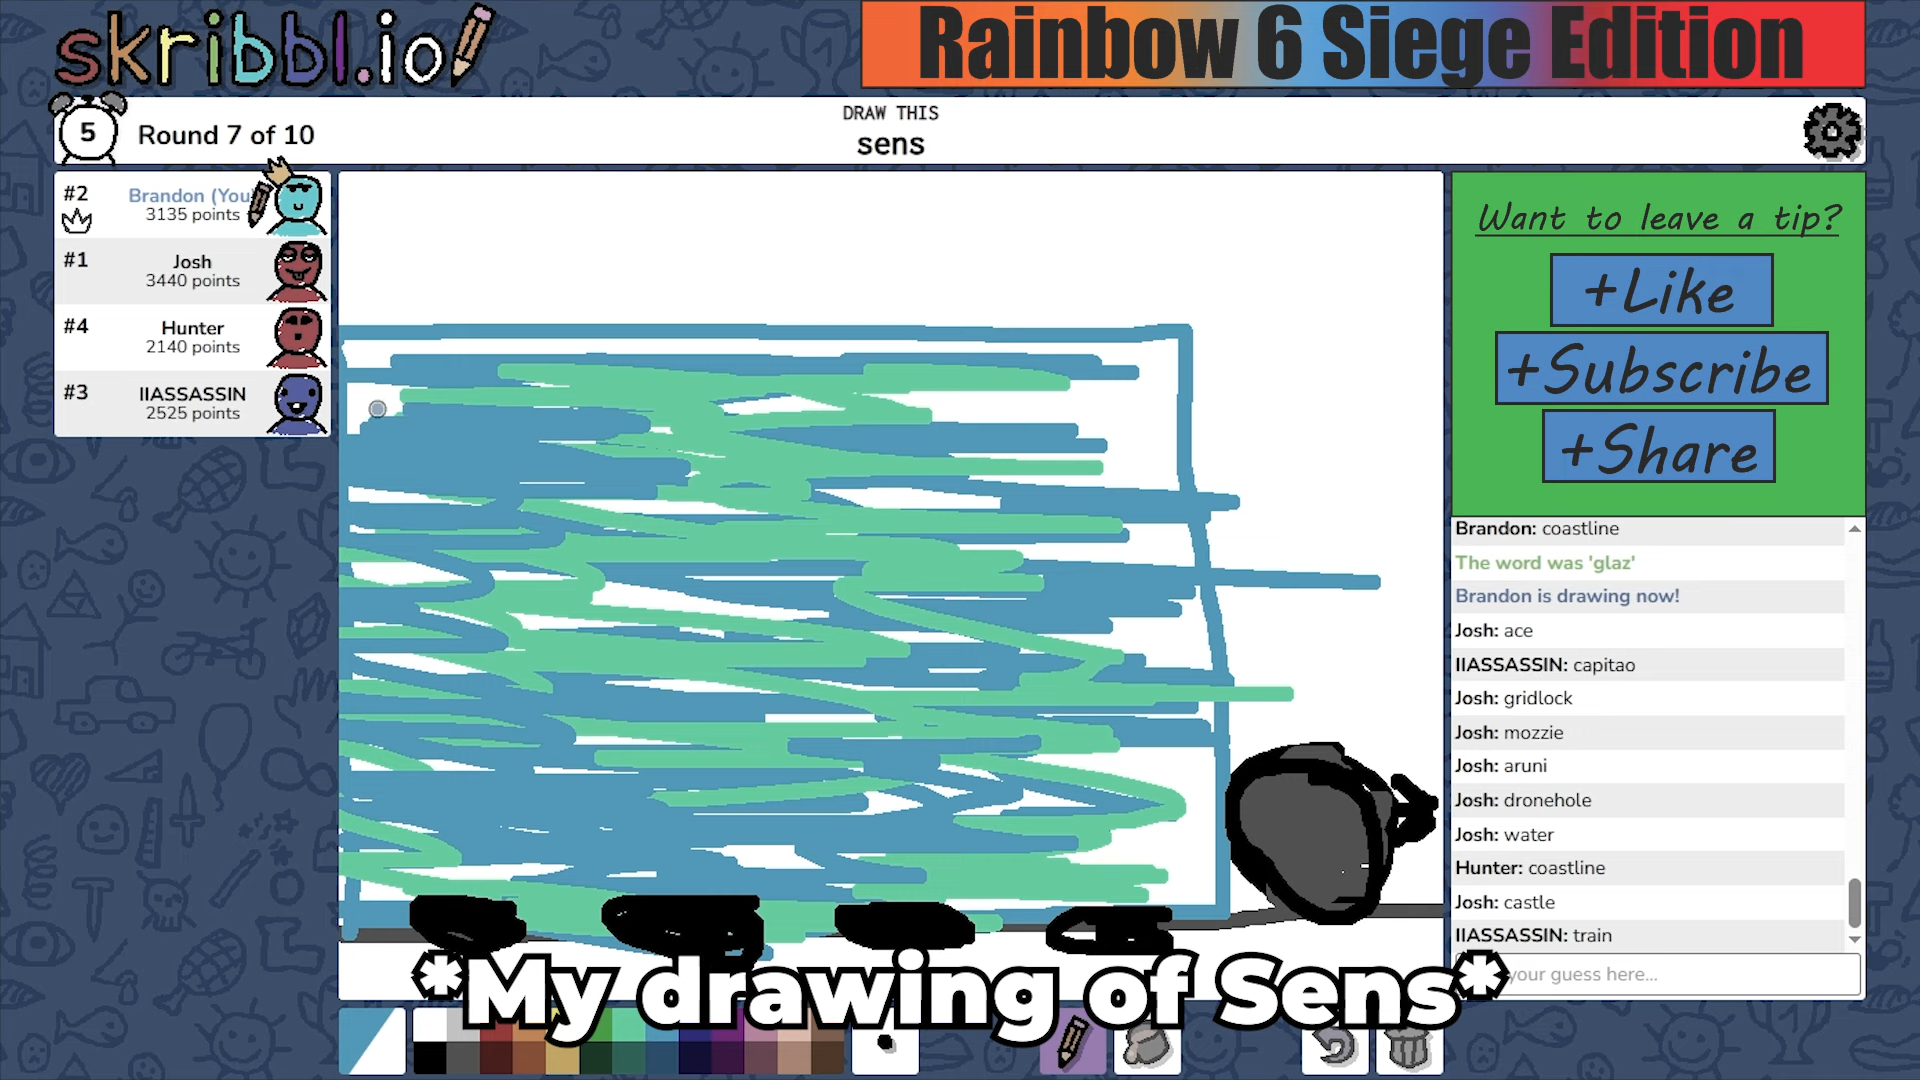 skribbl.io
Rainbow 6 Siege Edition
5
Round 7 of 10
DRAW THIS
sens
#2
Brandon (You
3135 points
#1
Josh
3440 points
#4
Hunter
2140 points
#3
IIASSASSIN
2525 points
Want to leave a tip?
+Like
+Subscribe
+Share
Brandon: coastline
The word was 'glaz'
Brandon is drawing now!
Josh: ace
IIASSASSIN: capitao
Josh: gridlock
Josh: mozzie
Josh: aruni
Josh: dronehole
Josh: water
Hunter: coastline
Josh: castle
IIASSASSIN: train
your guess here...
*My drawing of Sens*